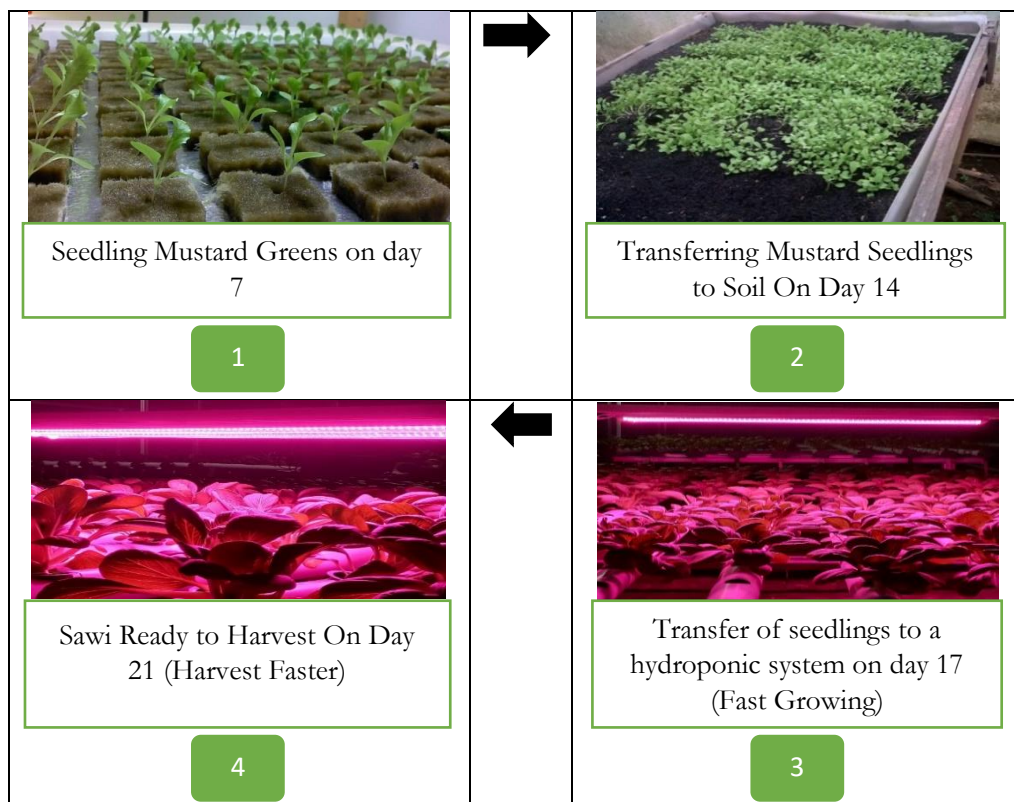 Seedling Mustard Greens on day
7
1
Transferring Mustard Seedlings
to Soil On Day 14
2
Sawi Ready to Harvest On Day
21 (Harvest Faster)
4
Transfer of seedlings to a
hydroponic system on day 17
(Fast Growing)
3